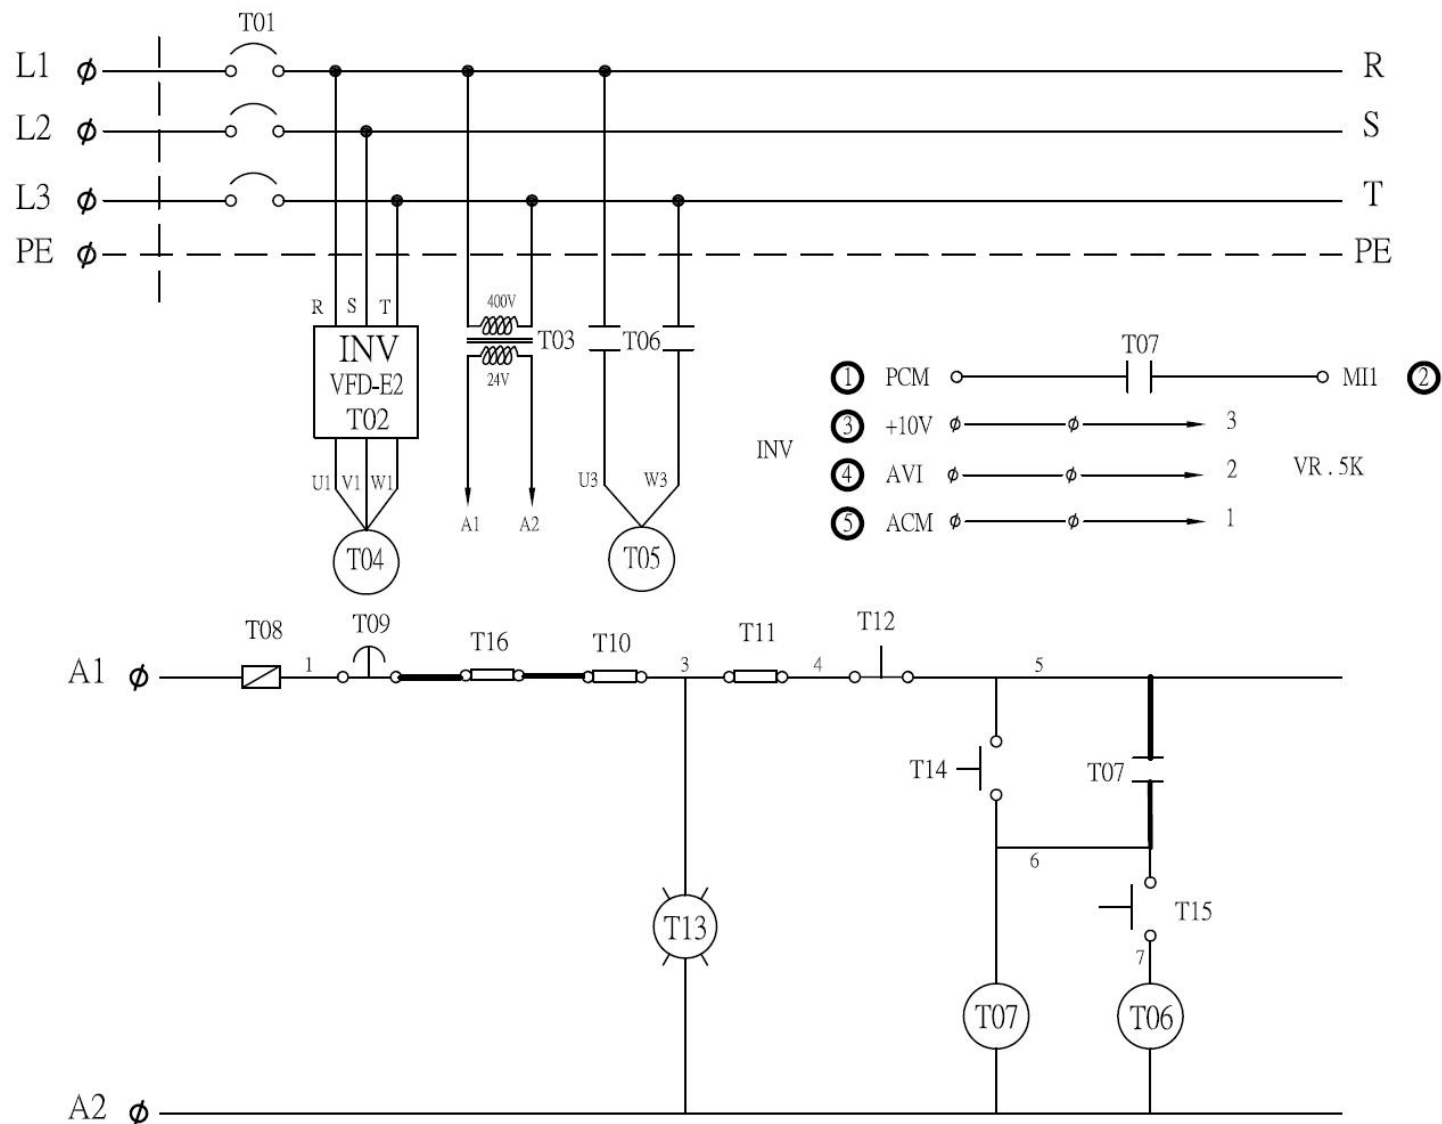 T01
L1 R
L2 S
L3 T
PE PE
R S T
400V
INV
VFD-E2
T02
T03
24V
T06
U1 V1 W1
A1 A2
U3 W3
T04
T05
T07
1 PCM MI1 2
3 +10V 3
INV
4 AVI 2
VR . 5K
5 ACM 1
T08 T09 T16 T10 T11 T12
A1 1 3 4 5
T14 T07
6
T13
T15
7
T07 T06
A2